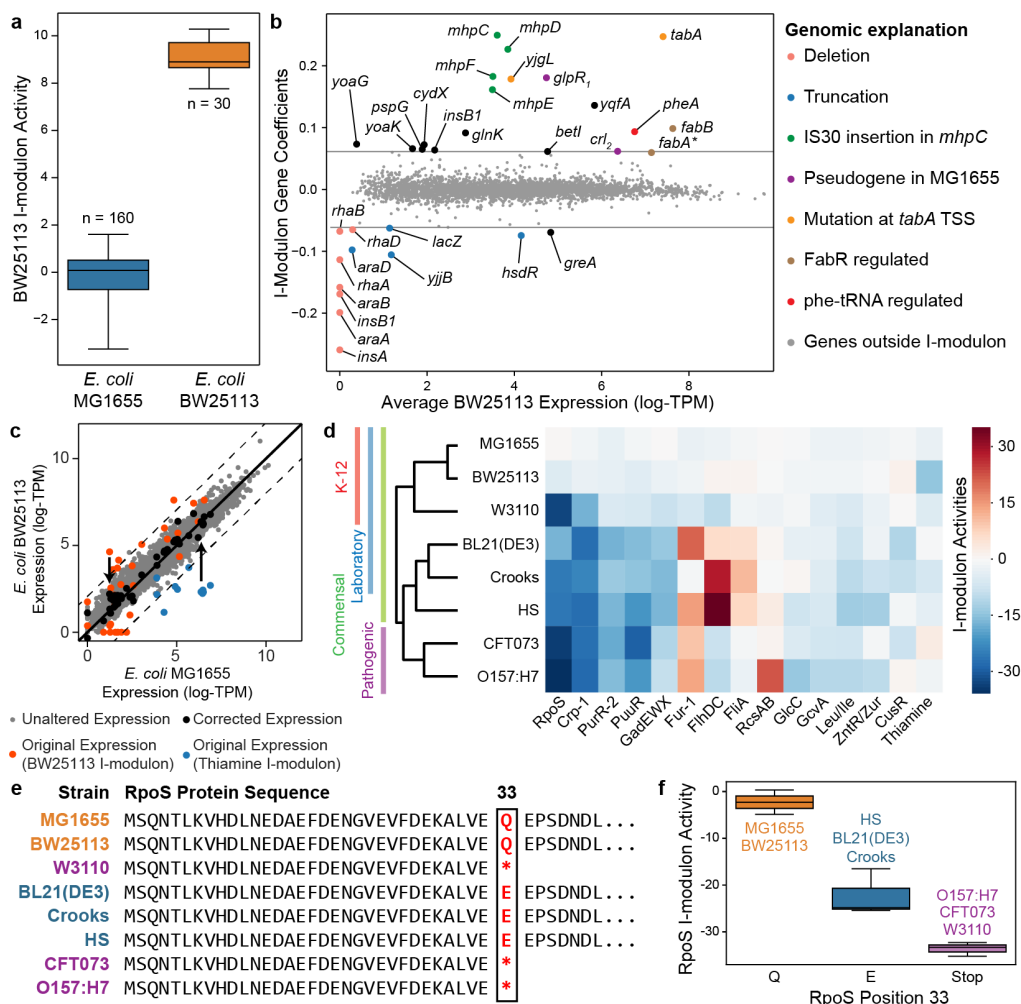 a
BW25113 I-modulon Activity
10
8
6
4
2
0
−2
n = 160
n = 30
E. coli
MG1655
E. coli
BW25113
b
I-Modulon Gene Coefficients
0.2
0.1
0.0
−0.1
−0.2
mhpC
mhpD
tabA
mhpF
yjgL
glpR1
mhpE
yoaG
cydX
pspG
insB1
yoaK
glnK
yqfA
pheA
betI
crl2
fabB
fabA*
rhaB
rhaD
lacZ
araD
yjjB
hsdR
greA
rhaA
araB
insB1
araA
insA
0
2
4
6
8
Average BW25113 Expression (log-TPM)
Genomic explanation
Deletion
Truncation
IS30 insertion in mhpC
Pseudogene in MG1655
Mutation at tabA TSS
FabR regulated
phe-tRNA regulated
Genes outside I-modulon
c
E. coli BW25113
Expression (log-TPM)
10
5
0
0
5
10
E. coli MG1655
Expression (log-TPM)
Unaltered Expression
Corrected Expression
Original Expression
(BW25113 I-modulon)
Original Expression
(Thiamine I-modulon)
d
K-12
Laboratory
Commensal
Pathogenic
MG1655
BW25113
W3110
BL21(DE3)
Crooks
HS
CFT073
O157:H7
RpoS
Crp-1
PurR-2
PuuR
GadEWX
Fur-1
FlhDC
FliA
RcsAB
GlcC
GcvA
Leu/Ile
ZntR/Zur
CusR
Thiamine
30
15
0
-15
-30
I-modulon Activities
e
Strain RpoS Protein Sequence 33
MG1655 MSQNTLKVHDLNEDAEFDENGVEVFDEKALVE Q EPSDNDL...
BW25113 MSQNTLKVHDLNEDAEFDENGVEVFDEKALVE Q EPSDNDL...
W3110 MSQNTLKVHDLNEDAEFDENGVEVFDEKALVE *
BL21(DE3) MSQNTLKVHDLNEDAEFDENGVEVFDEKALVE E EPSDNDL...
Crooks MSQNTLKVHDLNEDAEFDENGVEVFDEKALVE E EPSDNDL...
HS MSQNTLKVHDLNEDAEFDENGVEVFDEKALVE E EPSDNDL...
CFT073 MSQNTLKVHDLNEDAEFDENGVEVFDEKALVE *
O157:H7 MSQNTLKVHDLNEDAEFDENGVEVFDEKALVE *
f
RpoS I-modulon Activity
0
-10
-20
-30
MG1655
BW25113
HS
BL21(DE3)
Crooks
O157:H7
CFT073
W3110
Q
E
Stop
RpoS Position 33